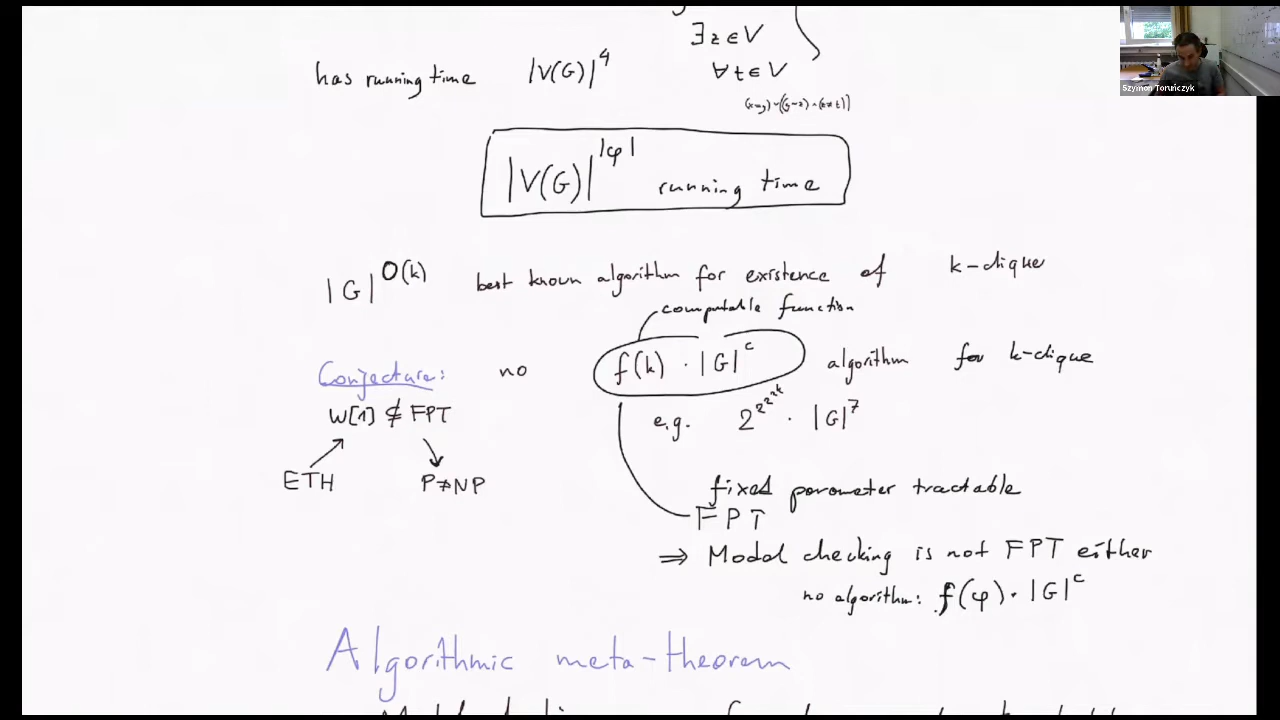 ∃z∈V
has running time |V(G)|^4
∀t∈V
Szymon Toruńczyk
|V(G)|^|φ| running time
|G|^O(k) best known algorithm for existence of k-clique
computable function
Conjecture: no f(k) · |G|^c algorithm for k-clique
W[1] ⊄ FPT
e.g. 2^2^2^2^k · |G|^7
ETH P≠NP
fixed parameter tractable
FPT
⇒ Model checking is not FPT either
no algorithm: f(φ) · |G|^c
Algorithmic meta-theorem